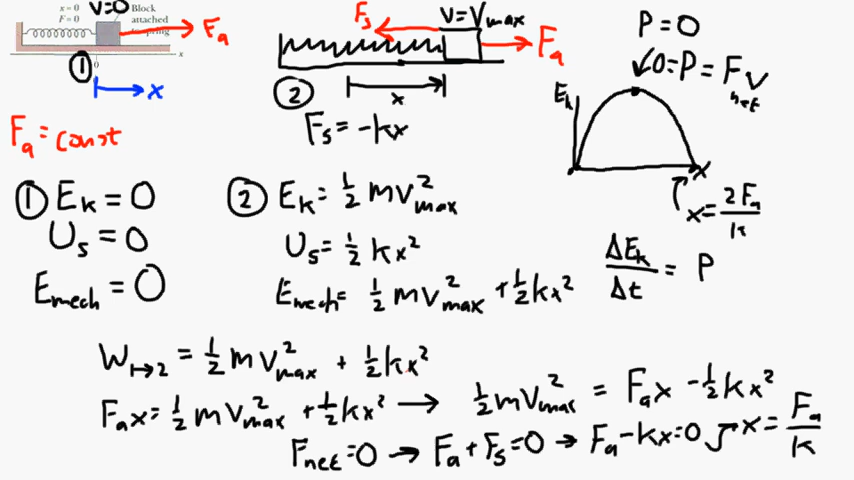 x = 0
F = 0
v=0
Block
attached
Fa
x
0
①
x
Fs
v=vmax
Fa
②
x
Fs = -kx
P=0
0=P=Fnet v
Ek
x
x = 2Fa/k
Fa = const
① Ek = 0
Us = 0
Emech = 0
② Ek = ½ mv²max
Us = ½ kx²
Emech = ½ mv²max + ½ kx²
ΔEk/Δt = P
W1→2 = ½ mv²max + ½ kx²
Fa x = ½ mv²max + ½ kx² → ½ mv²max = Fa x - ½ kx²
Fnet = 0 → Fa + Fs = 0 → Fa - kx = 0 → x = Fa/k